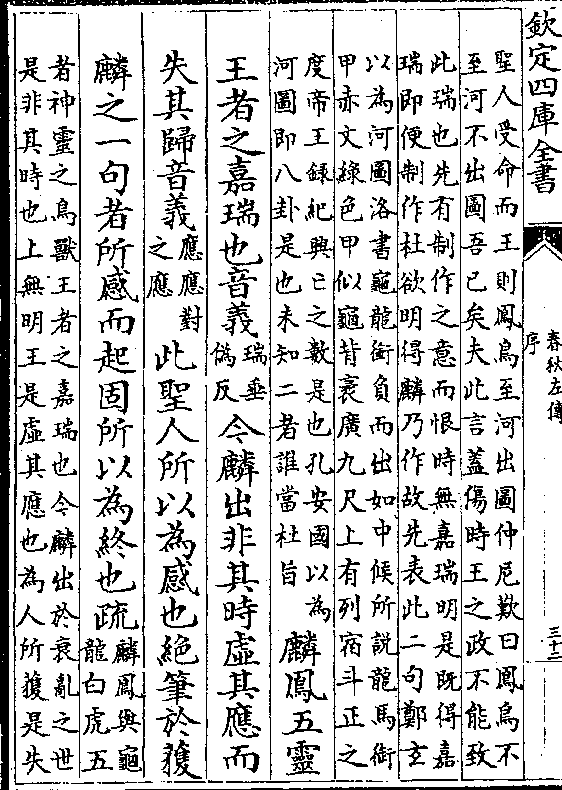 欽定四庫全書
春秋左傳
序
三十二
聖人受命而王則鳳鳥至河出圖仲尼歎曰鳳鳥不
至河不出圖吾已矣夫此言蓋傷時王之政不能致
此瑞也先有制作之意而恨時無嘉瑞明是既得嘉
瑞即便制作杜欲明得麟乃作故先表此二句鄭玄
以為河圖洛書龜龍銜負而出如中候所說龍馬銜
甲赤文綠色甲似龜背袤廣九尺上有列宿斗正之
度帝王錄紀興亡之數是也孔安國以為
河圖即八卦是也未知二者誰當杜旨
麟鳳五靈
王者之嘉瑞也音義瑞垂偽反今麟出非其時虛其應而
失其歸音義應應對之應此聖人所以為感也絶筆於獲
麟之一句者所感而起固所以為終也疏麟鳳與龜龍白虎五
者神靈之鳥獸王者之嘉瑞也今麟出於衰亂之世
是非其時也上無明王是虛其應也為人所獲是失